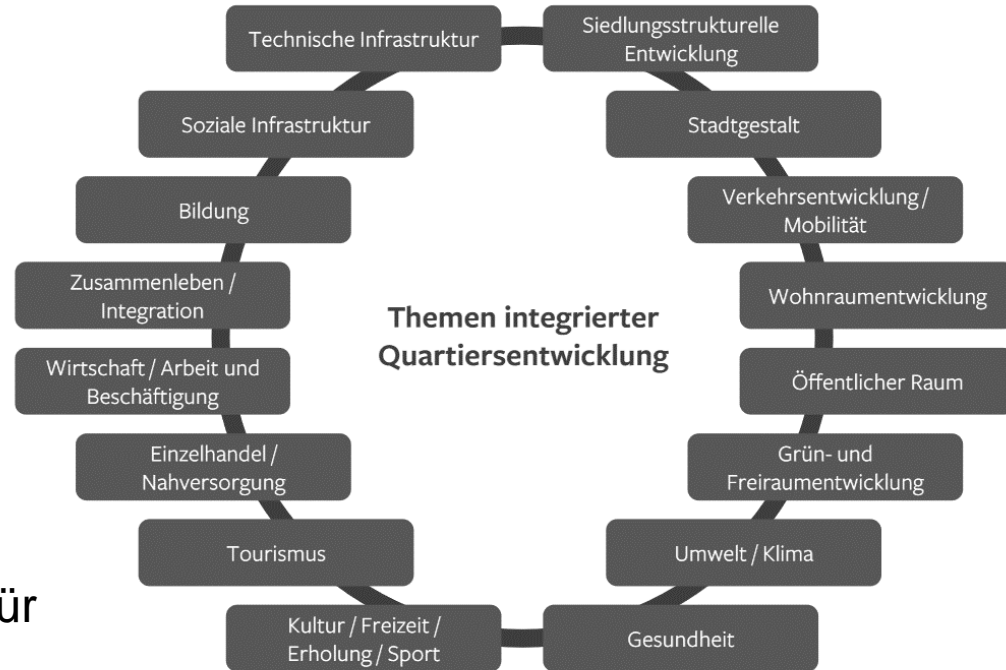 Technische Infrastruktur
Siedlungsstrukturelle
Entwicklung
Soziale Infrastruktur
Stadtgestalt
Bildung
Verkehrsentwicklung /
Mobilität
Zusammenleben /
Integration
Wohnraumentwicklung
Themen integrierter
Quartiersentwicklung
Wirtschaft / Arbeit und
Beschäftigung
Öffentlicher Raum
Einzelhandel /
Nahversorgung
Grün- und
Freiraumentwicklung
Tourismus
Umwelt / Klima
ür
Kultur / Freizeit /
Erholung / Sport
Gesundheit